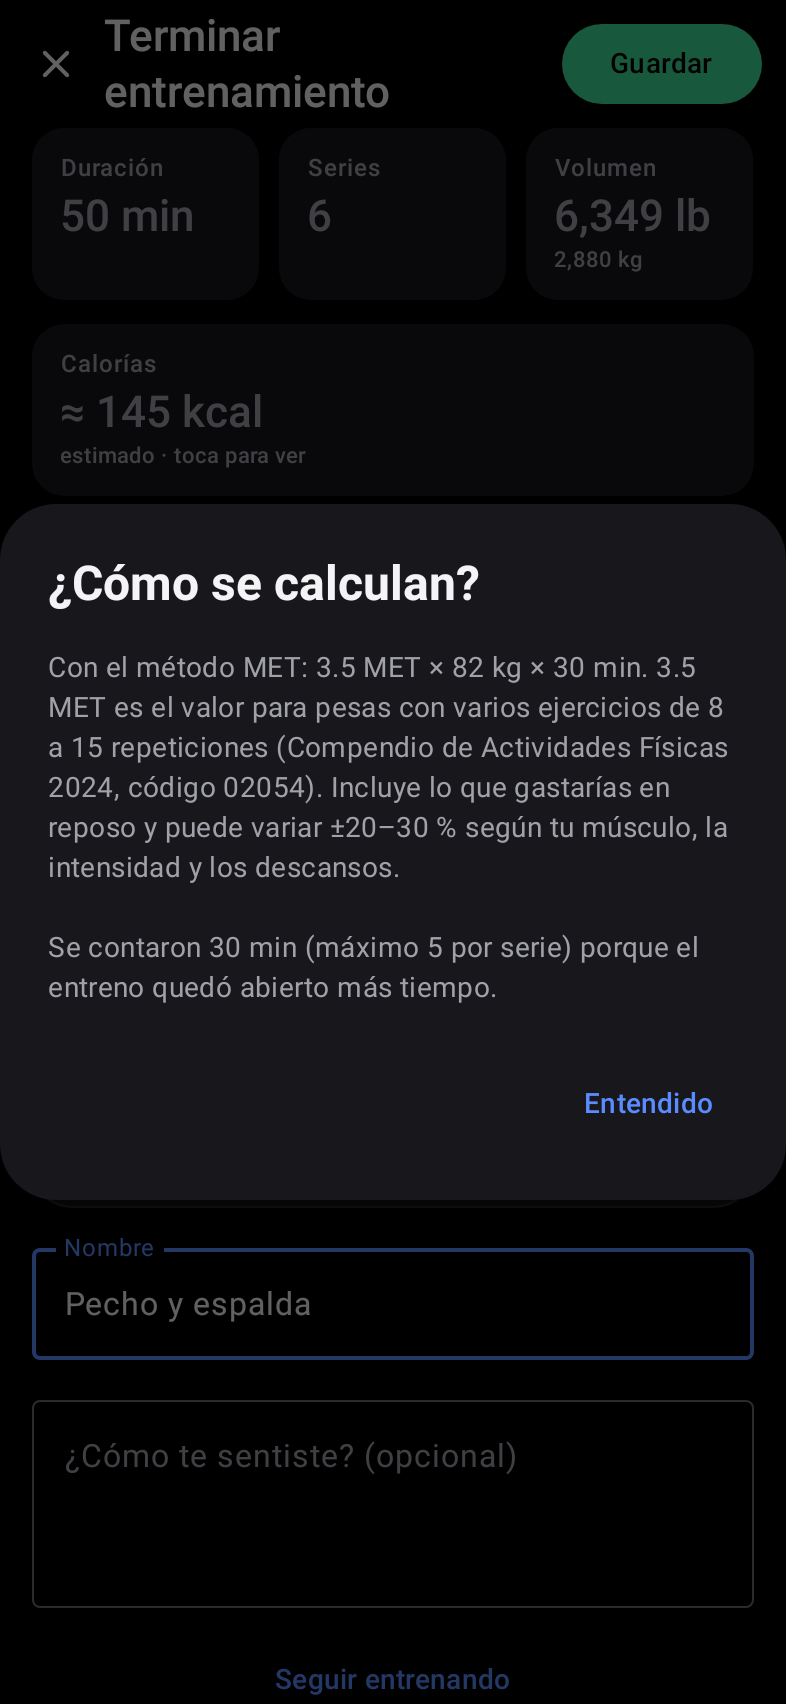 Terminar
entrenamiento
Guardar
Duración
50 min
Series
6
Volumen
6,349 lb
2,880 kg
Calorías
≈ 145 kcal
estimado · toca para ver
¿Cómo se calculan?
Con el método MET: 3.5 MET × 82 kg × 30 min. 3.5
MET es el valor para pesas con varios ejercicios de 8
a 15 repeticiones (Compendio de Actividades Físicas
2024, código 02054). Incluye lo que gastarías en
reposo y puede variar ±20–30 % según tu músculo, la
intensidad y los descansos.
Se contaron 30 min (máximo 5 por serie) porque el
entreno quedó abierto más tiempo.
Entendido
Nombre
Pecho y espalda
¿Cómo te sentiste? (opcional)
Seguir entrenando